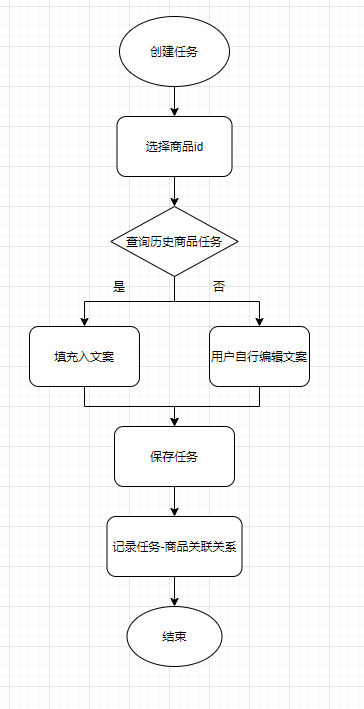 创建任务
选择商品id
查询历史商品任务
是
否
填充入文案
用户自行编辑文案
保存任务
记录任务-商品关联关系
结束